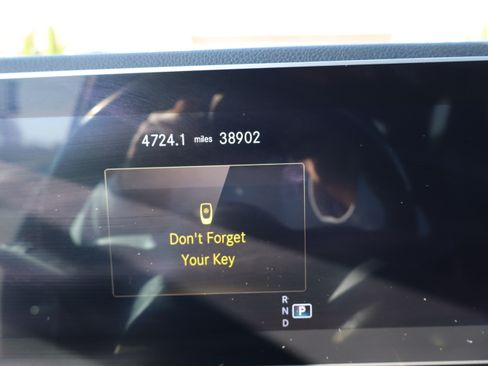 4724.1 miles 38902
Don't Forget
Your Key
R
N P
D